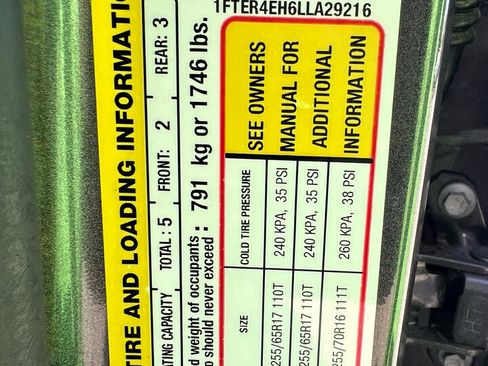 TIRE AND LOADING INFORMATION
SEATING CAPACITY TOTAL : 5 FRONT: 2 REAR: 3
weight of occupants
should never exceed : 791 kg or 1746 lbs.
SIZE COLD TIRE PRESSURE
255/65R17 110T 240 KPA, 35 PSI
255/65R17 110T 240 KPA, 35 PSI
255/70R16 111T 260 KPA, 38 PSI
SEE OWNERS
MANUAL FOR
ADDITIONAL
INFORMATION
1FTER4EH6LLA29216